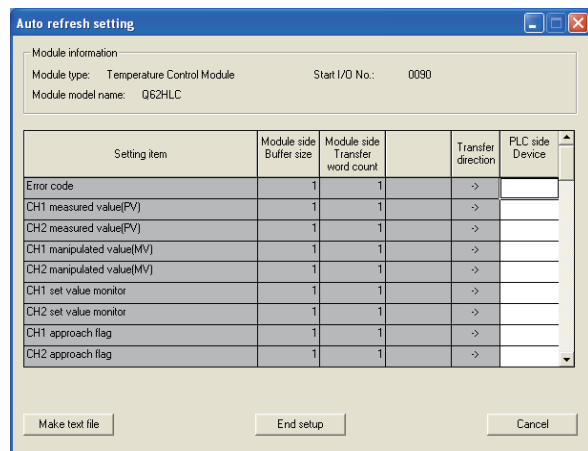 Auto refresh setting
Module information
Module type: Temperature Control Module Start I/O No.: 0090
Module model name: Q62HLC
Setting item Module side Buffer size Module side Transfer word count Transfer direction PLC side Device
Error code 1 1 ->
CH1 measured value(PV) 1 1 ->
CH2 measured value(PV) 1 1 ->
CH1 manipulated value(MV) 1 1 ->
CH2 manipulated value(MV) 1 1 ->
CH1 set value monitor 1 1 ->
CH2 set value monitor 1 1 ->
CH1 approach flag 1 1 ->
CH2 approach flag 1 1 ->
Make text file End setup Cancel